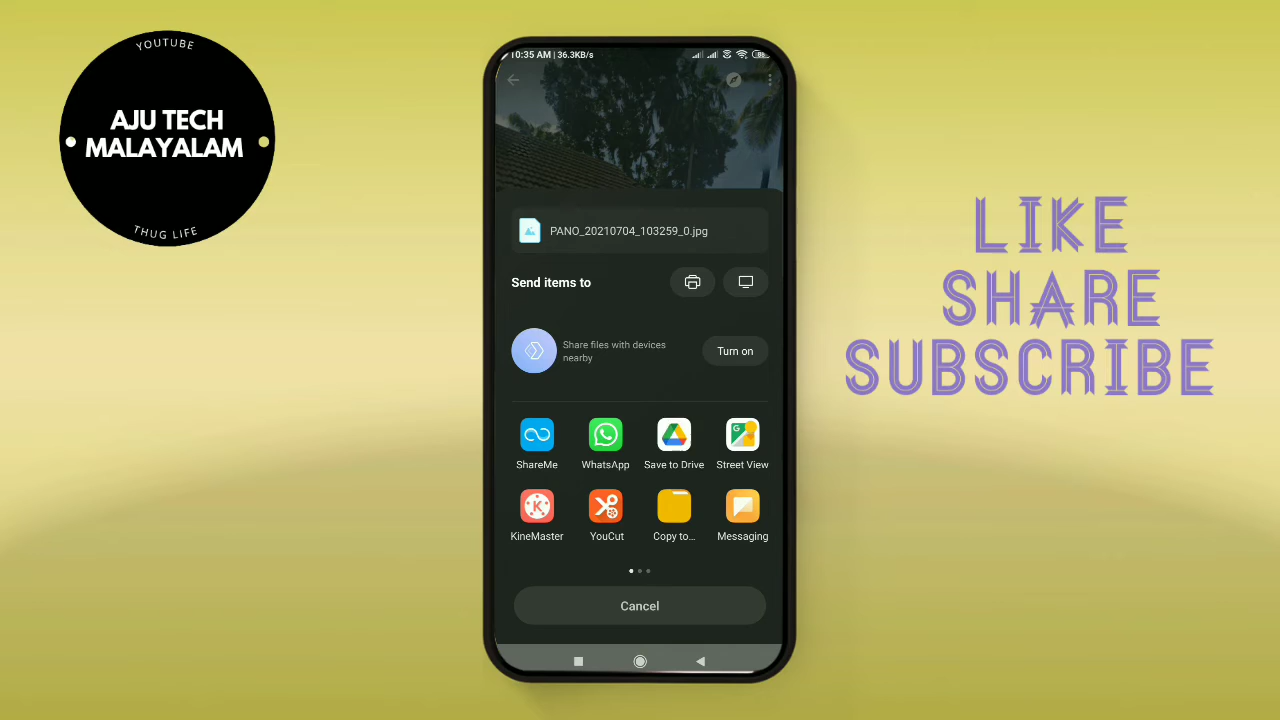 YOUTUBE
AJU TECH
MALAYALAM
THUG LIFE
10:35 AM | 36.3KB/s
PANO_20210704_103259_0.jpg
Send items to
Share files with devices
nearby
Turn on
ShareMe WhatsApp Save to Drive Street View
KineMaster YouCut Copy to... Messaging
Cancel
LIKE
SHARE
SUBSCRIBE